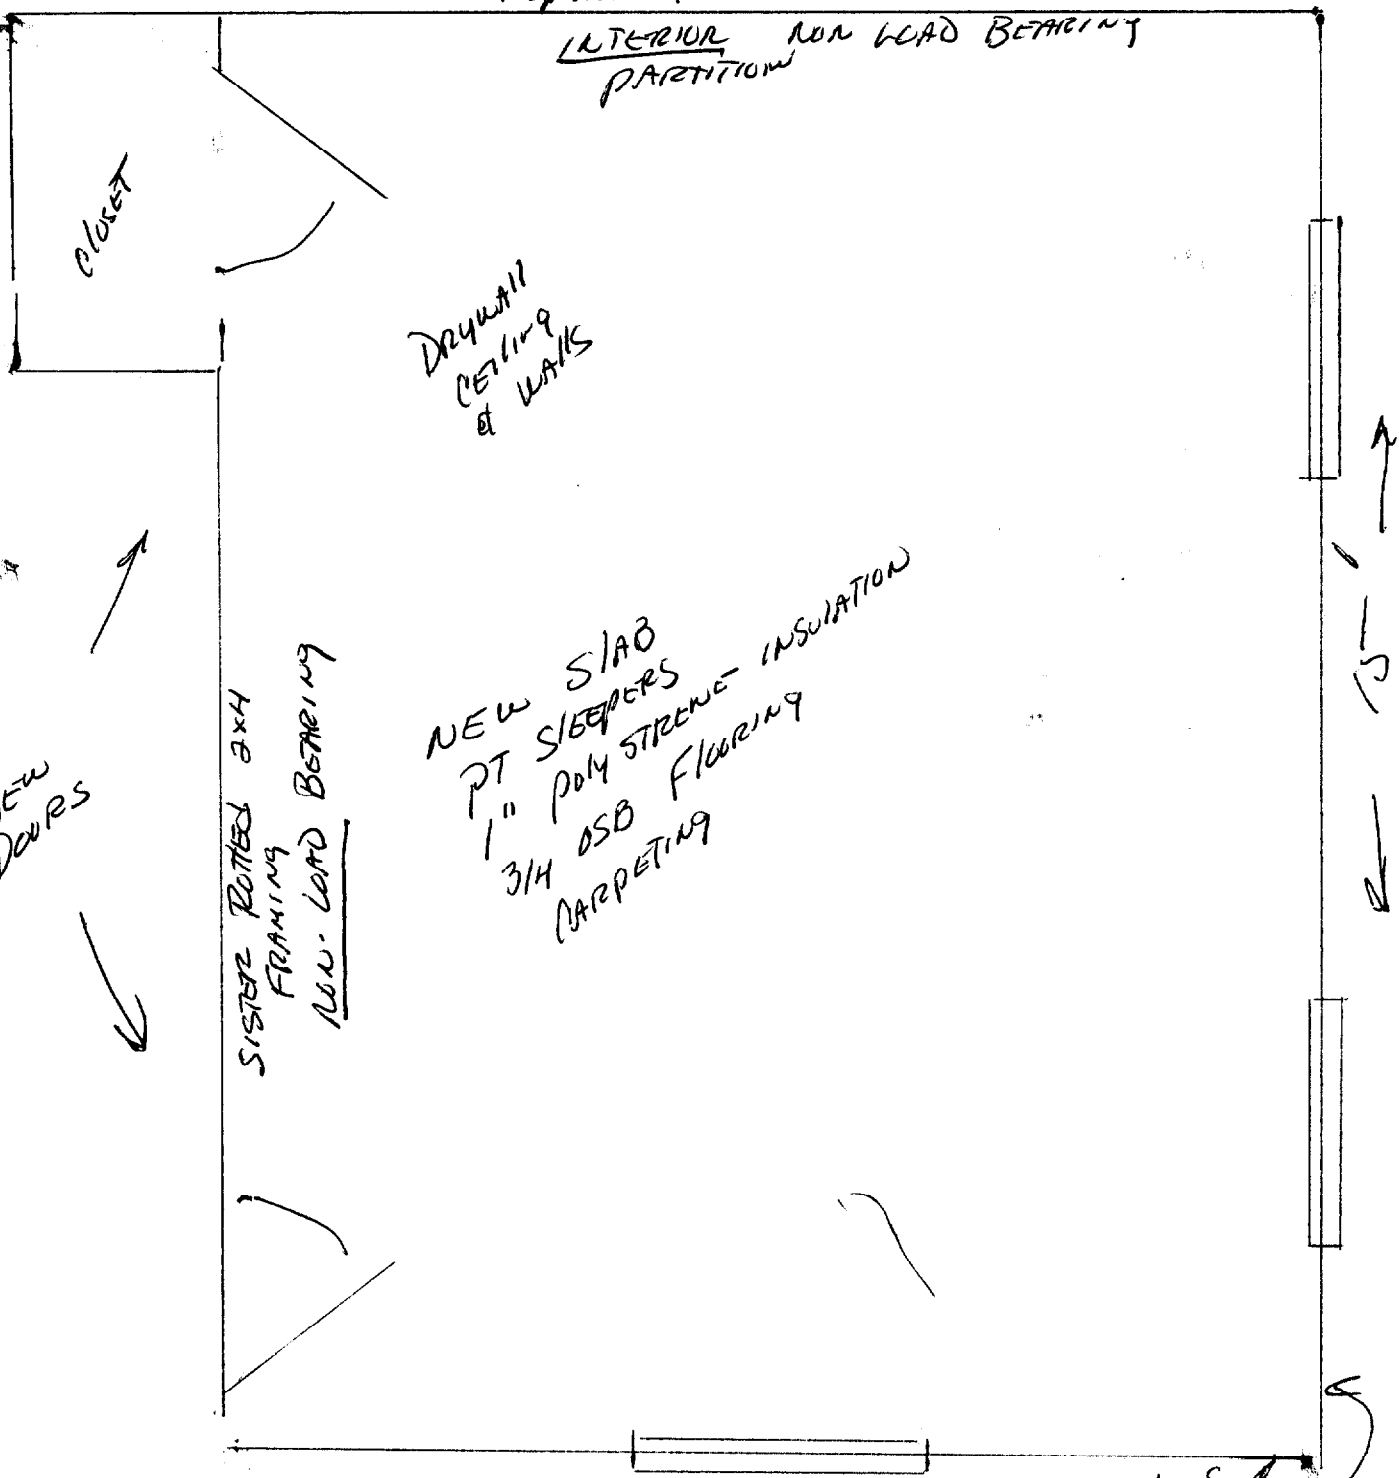 INTERIOR NON LOAD BEARING
PARTITION
CLOSET
DRYWAll
CEIliNg
& WAllS
NEW SlAB
PT SlEEPERS
1" Poly STRENE INSUlATION
3/4 OSB FlOORINg
CARPETINg
SISTER ROTTED 2x4
FRAMINg
NON-LOAD BEARINg
DOORS
15'